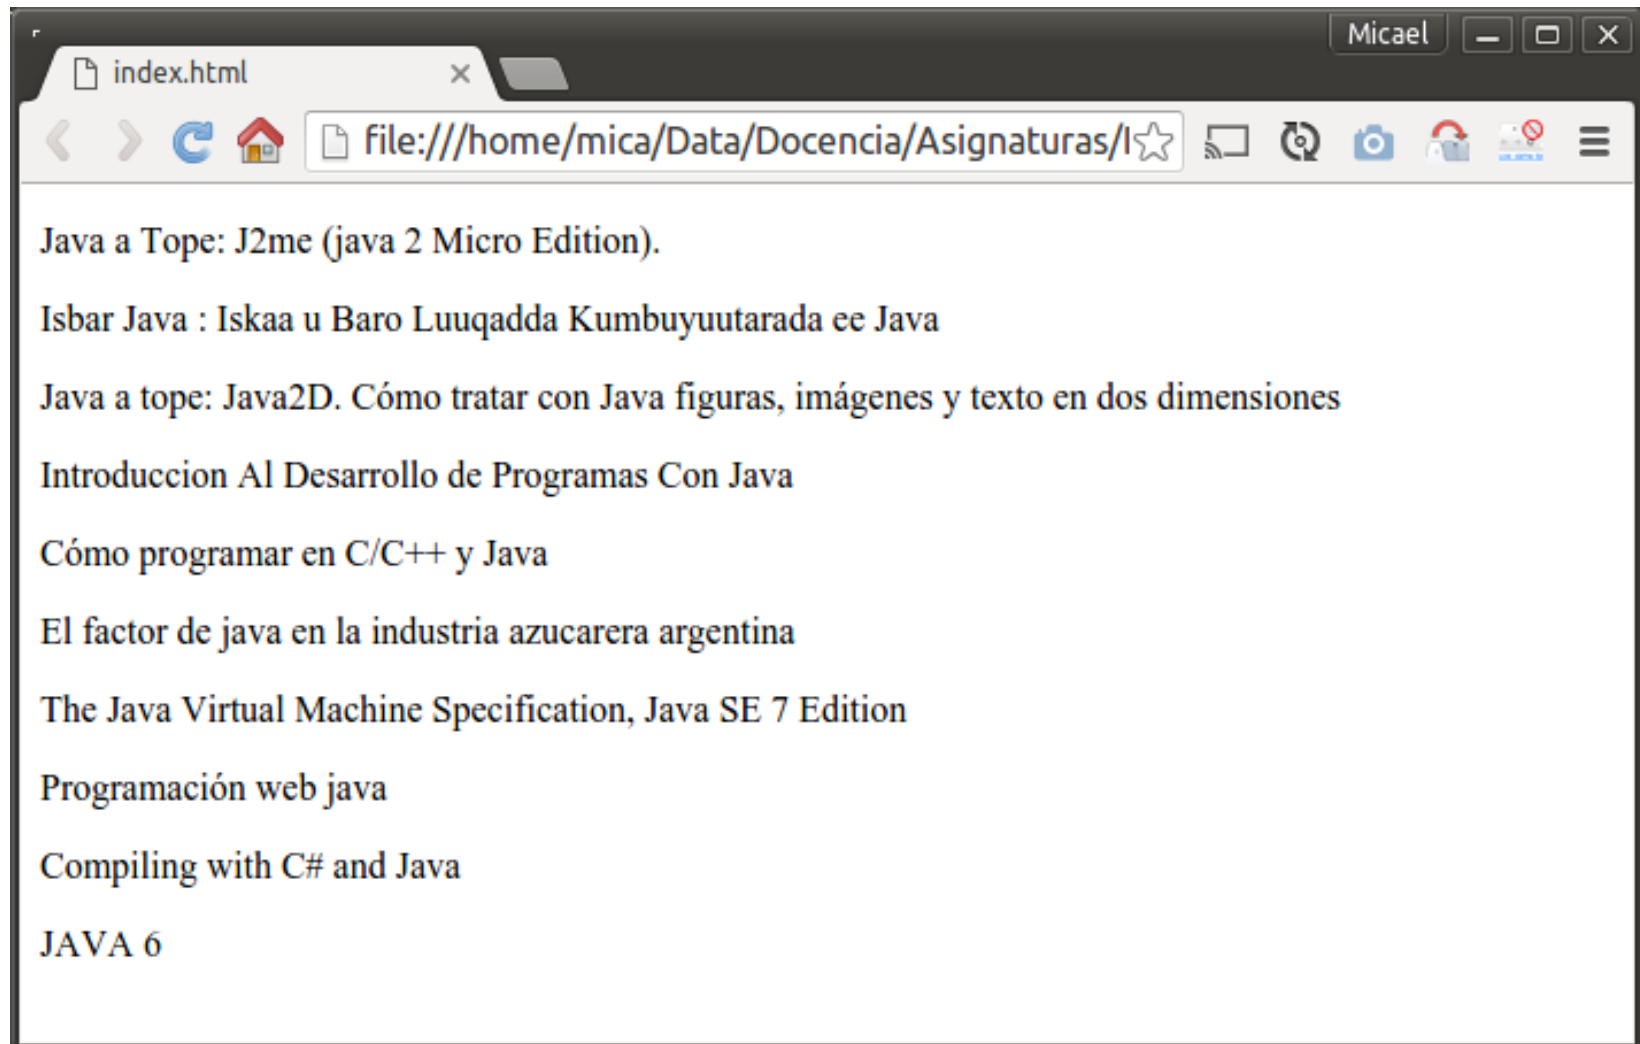 Micael
index.html
file:///home/mica/Data/Docencia/Asignaturas/I
Java a Tope: J2me (java 2 Micro Edition).
Isbar Java : Iskaa u Baro Luuqadda Kumbuyuutarada ee Java
Java a tope: Java2D. Cómo tratar con Java figuras, imágenes y texto en dos dimensiones
Introduccion Al Desarrollo de Programas Con Java
Cómo programar en C/C++ y Java
El factor de java en la industria azucarera argentina
The Java Virtual Machine Specification, Java SE 7 Edition
Programación web java
Compiling with C# and Java
JAVA 6